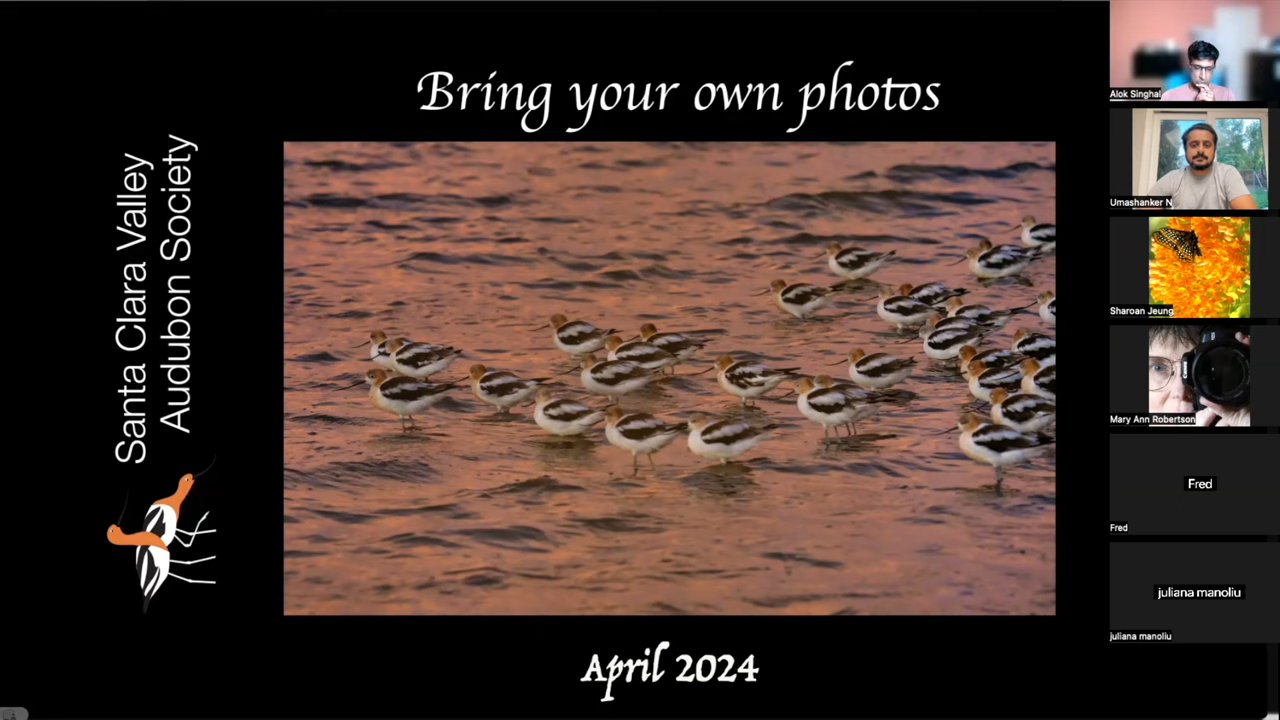 Bring your own photos
Santa Clara Valley
Audubon Society
April 2024
Alok Singhal
Umashanker N
Sharoan Jeung
Mary Ann Robertson
Fred
Fred
juliana manoliu
juliana manoliu